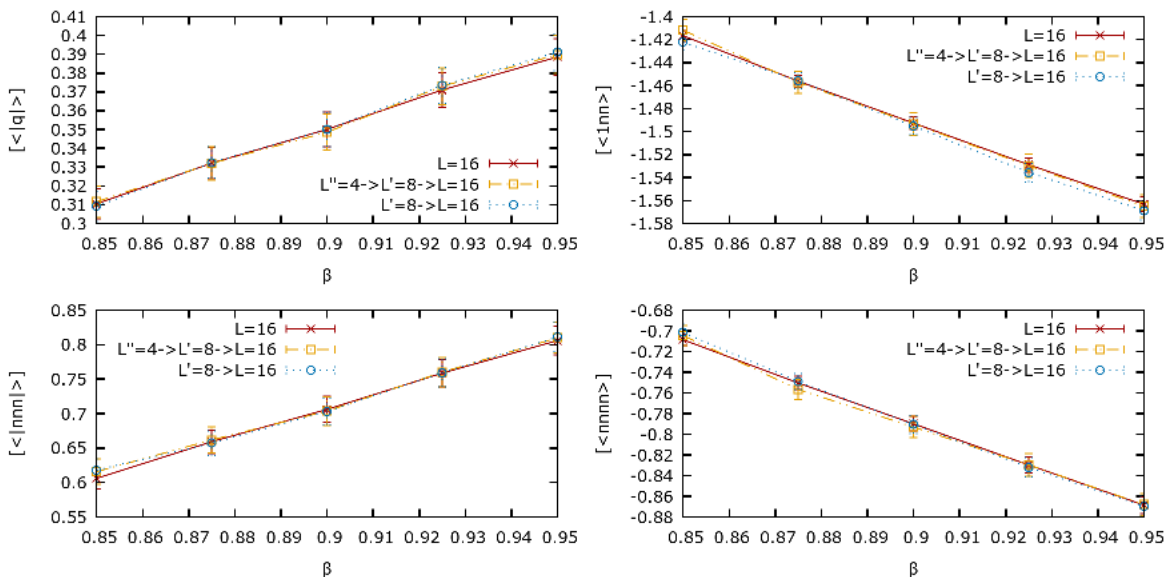 0.41
0.4
0.39
0.38
0.37
0.36
0.35
0.34
0.33
0.32
0.31
0.3
[<|q|>]
L=16
L''=4->L'=8->L=16
L'=8->L=16
0.85 0.86 0.87 0.88 0.89 0.9 0.91 0.92 0.93 0.94 0.95
β
-1.4
-1.42
-1.44
-1.46
-1.48
-1.5
-1.52
-1.54
-1.56
-1.58
[<1nn>]
L=16
L''=4->L'=8->L=16
L'=8->L=16
0.85 0.86 0.87 0.88 0.89 0.9 0.91 0.92 0.93 0.94 0.95
β
0.85
0.8
0.75
0.7
0.65
0.6
0.55
[<|nnn|>]
L=16
L''=4->L'=8->L=16
L'=8->L=16
0.85 0.86 0.87 0.88 0.89 0.9 0.91 0.92 0.93 0.94 0.95
β
-0.68
-0.7
-0.72
-0.74
-0.76
-0.78
-0.8
-0.82
-0.84
-0.86
-0.88
[<nnnn>]
L=16
L''=4->L'=8->L=16
L'=8->L=16
0.85 0.86 0.87 0.88 0.89 0.9 0.91 0.92 0.93 0.94 0.95
β